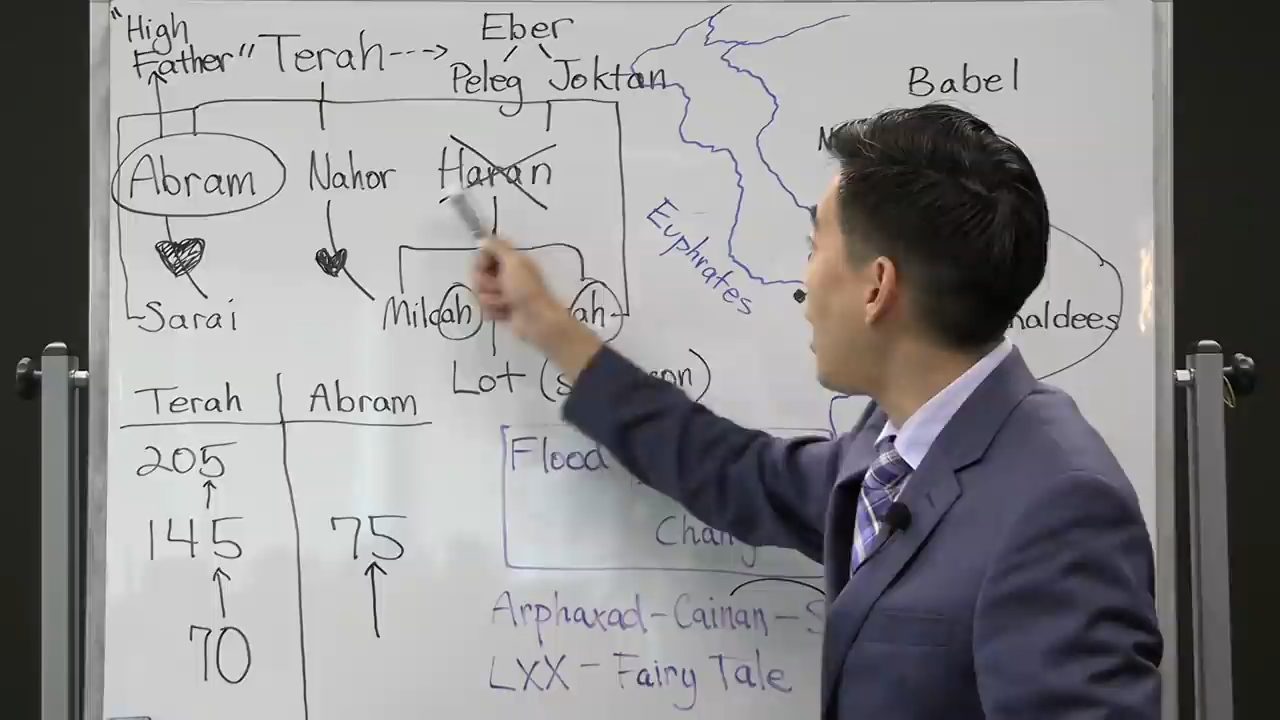 "High Father"
Terah
Eber
Peleg Joktan
Babel
Abram
Nahor
Haran
Euphrates
Sarai
Milcah
ah
haldees
Lot
Terah Abram
205
145 75
70
Flood
Arphaxad - Cainan - S
LXX - Fairy Tale